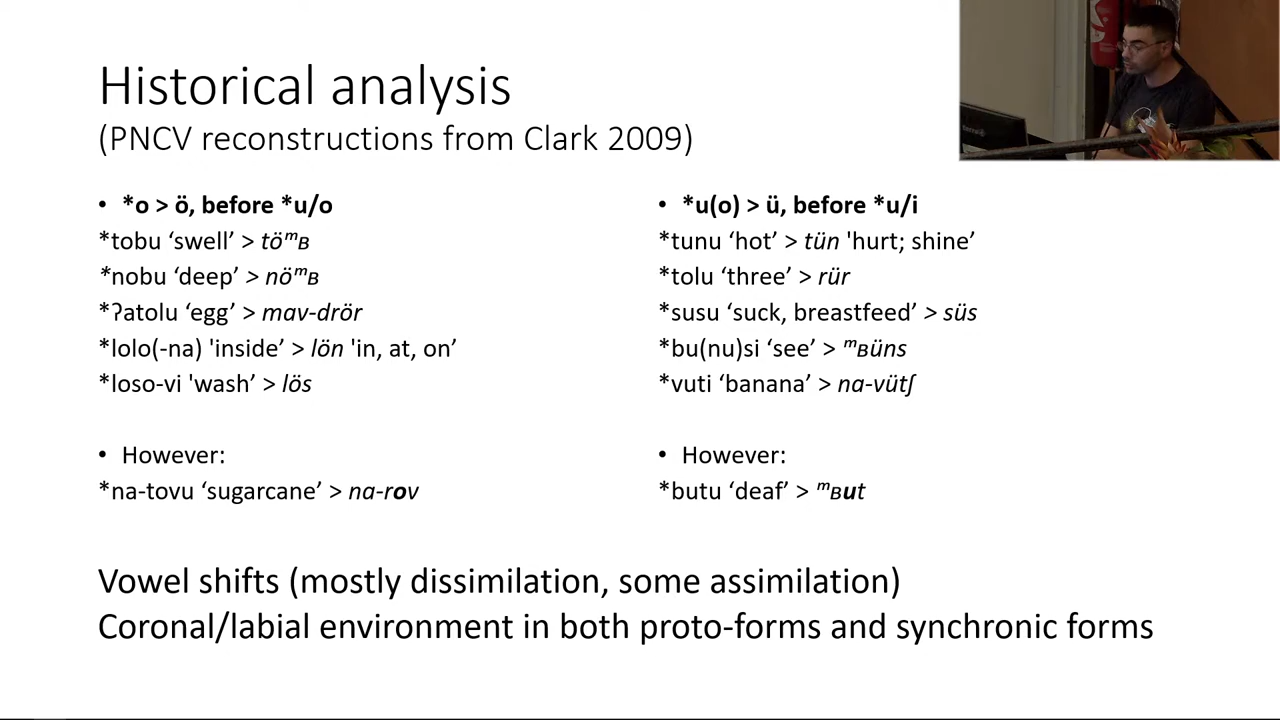 Historical analysis
(PNCV reconstructions from Clark 2009)
• *o > ö, before *u/o
*tobu ‘swell’ > töᵐʙ
*nobu ‘deep’ > nöᵐʙ
*ʔatolu ‘egg’ > mav-drör
*lolo(-na) 'inside’ > lön 'in, at, on’
*loso-vi 'wash’ > lös
• However:
*na-tovu ‘sugarcane’ > na-rov
• *u(o) > ü, before *u/i
*tunu ‘hot’ > tün 'hurt; shine’
*tolu ‘three’ > rür
*susu ‘suck, breastfeed’ > süs
*bu(nu)si ‘see’ > ᵐʙüns
*vuti ‘banana’ > na-vütʃ
• However:
*butu ‘deaf’ > ᵐʙut
Vowel shifts (mostly dissimilation, some assimilation)
Coronal/labial environment in both proto-forms and synchronic forms